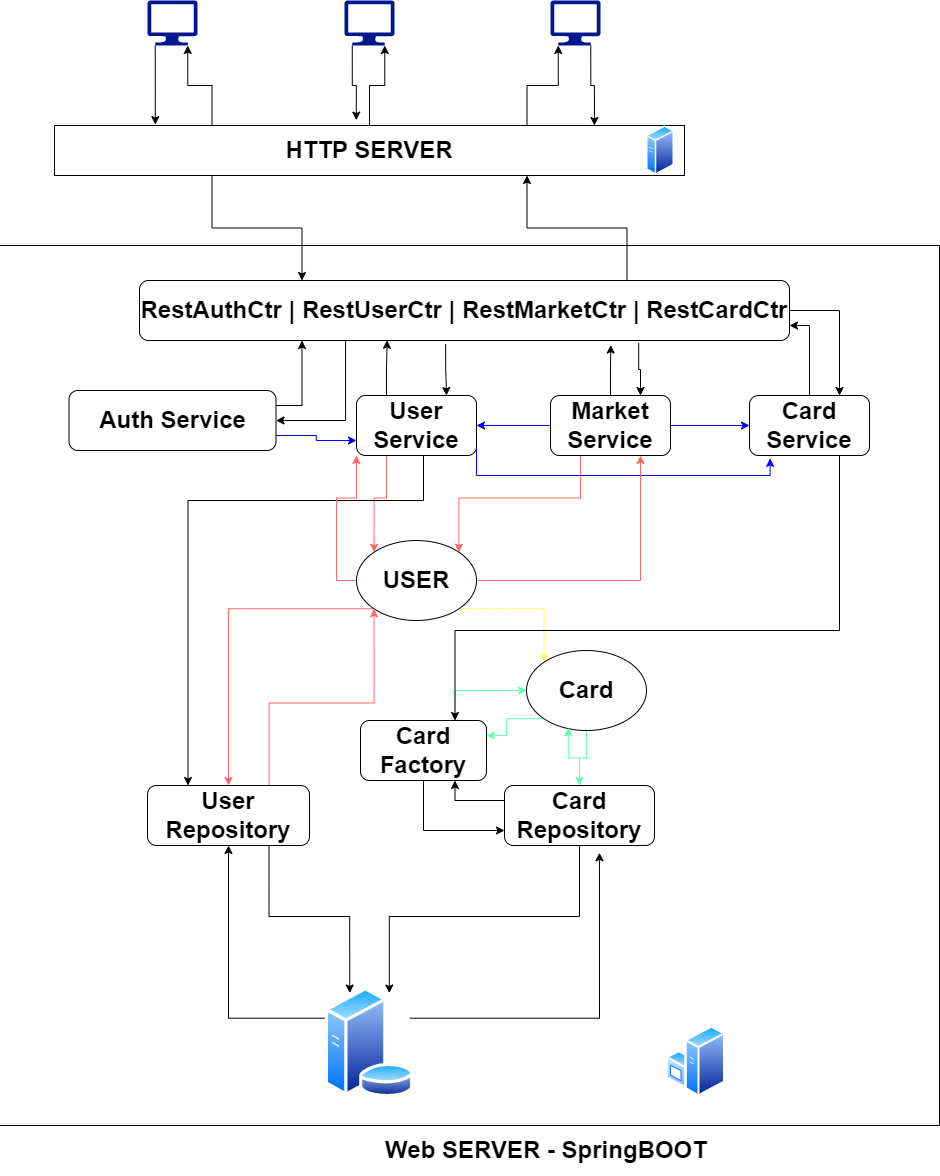 HTTP SERVER
RestAuthCtr | RestUserCtr | RestMarketCtr | RestCardCtr
Auth Service
User
Service
Market
Service
Card
Service
USER
Card
Card
Factory
User
Repository
Card
Repository
Web SERVER - SpringBOOT